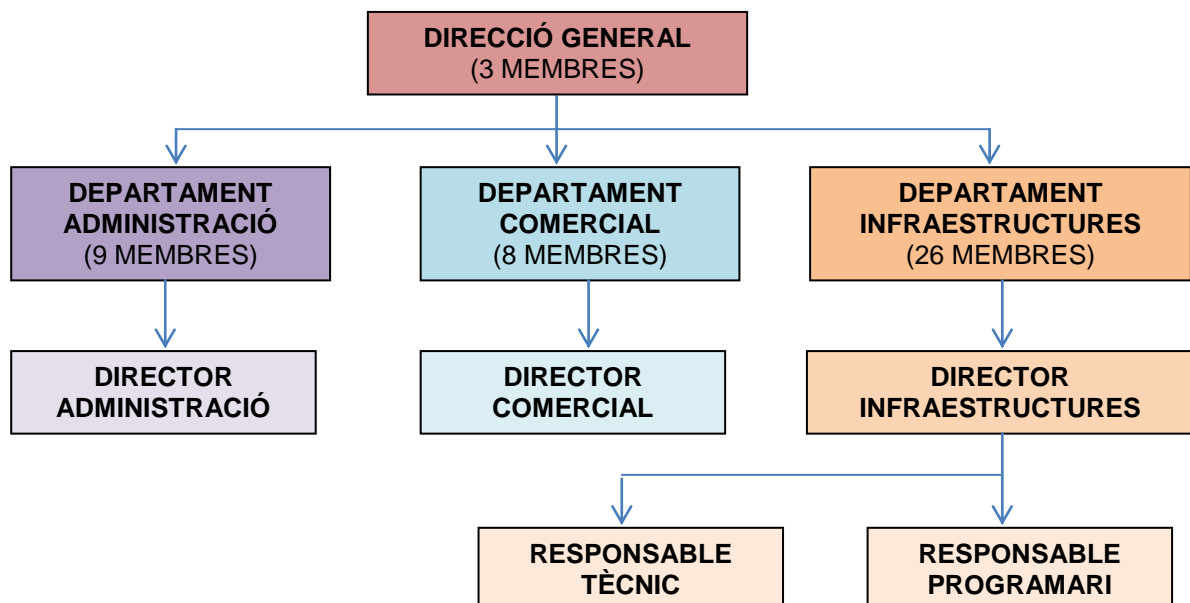 DIRECCIÓ GENERAL
(3 MEMBRES)
DEPARTAMENT
ADMINISTRACIÓ
(9 MEMBRES)
DEPARTAMENT
COMERCIAL
(8 MEMBRES)
DEPARTAMENT
INFRAESTRUCTURES
(26 MEMBRES)
DIRECTOR
ADMINISTRACIÓ
DIRECTOR
COMERCIAL
DIRECTOR
INFRAESTRUCTURES
RESPONSABLE
TÈCNIC
RESPONSABLE
PROGRAMARI